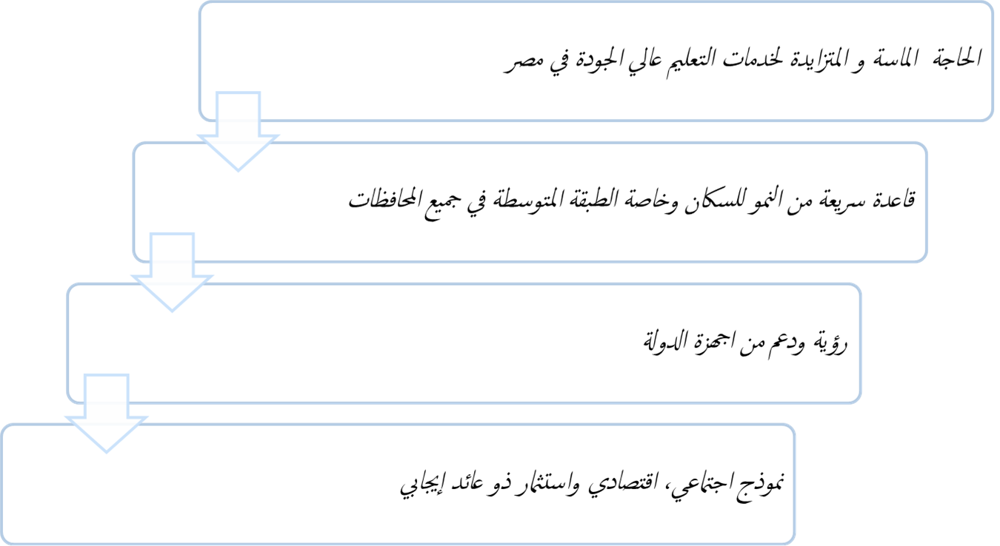 الحاجة الماسة و المتزايدة لخدمات التعليم عالي الجودة في مصر
قاعدة سريعة من النمو للسكان وخاصة الطبقة المتوسطة في جميع المحافظات
رؤية ودعم من اجهزة الدولة
نموذج اجتماعي، اقتصادي واستثمار ذو عائد إيجابي